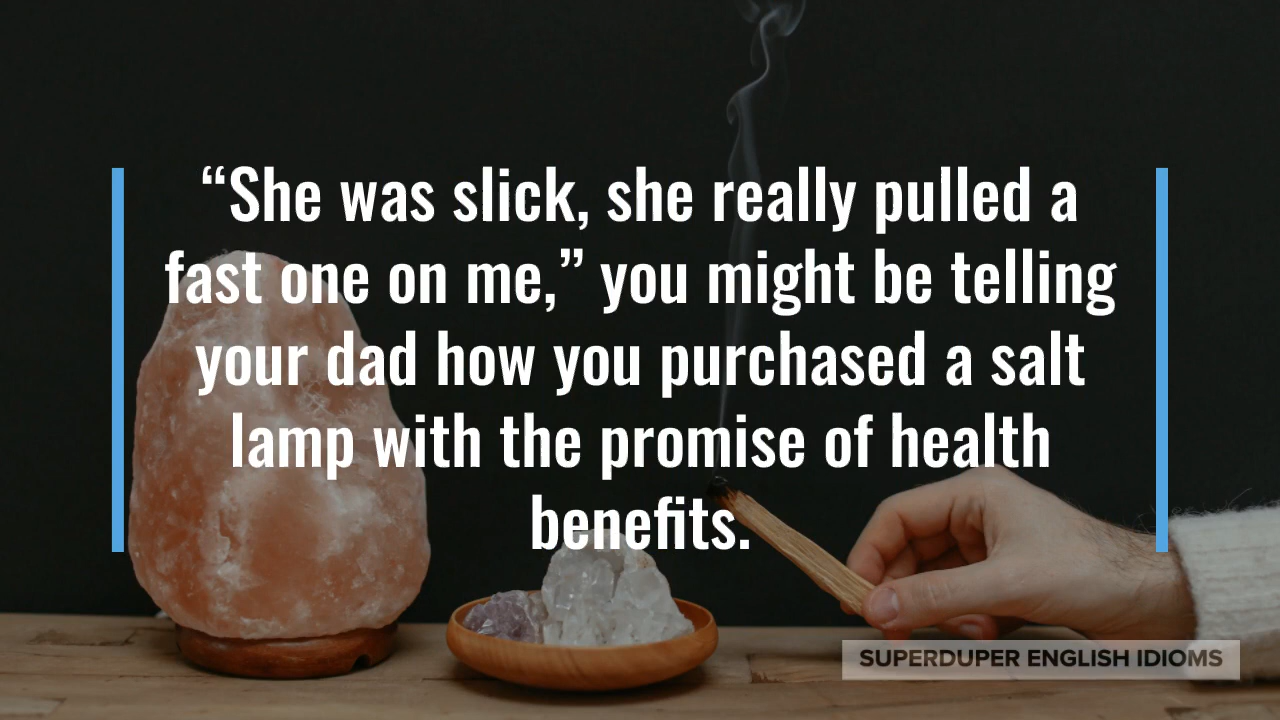 “She was slick, she really pulled a
fast one on me,” you might be telling
your dad how you purchased a salt
lamp with the promise of health
benefits.
SUPERDUPER ENGLISH IDIOMS